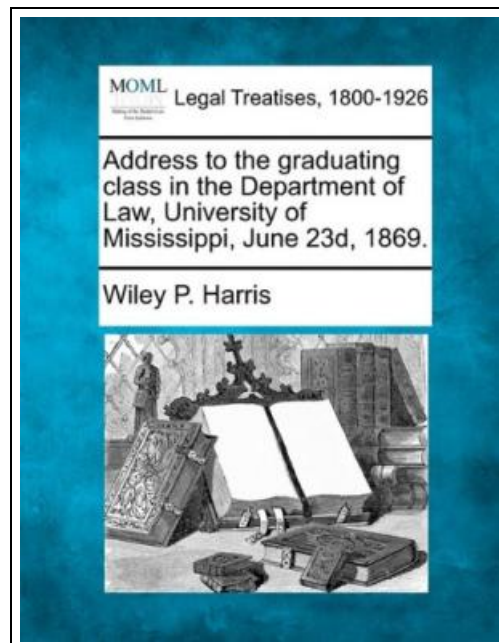 MOML
Legal Treatises, 1800-1926
Address to the graduating
class in the Department of
Law, University of
Mississippi, June 23d, 1869.
Wiley P. Harris